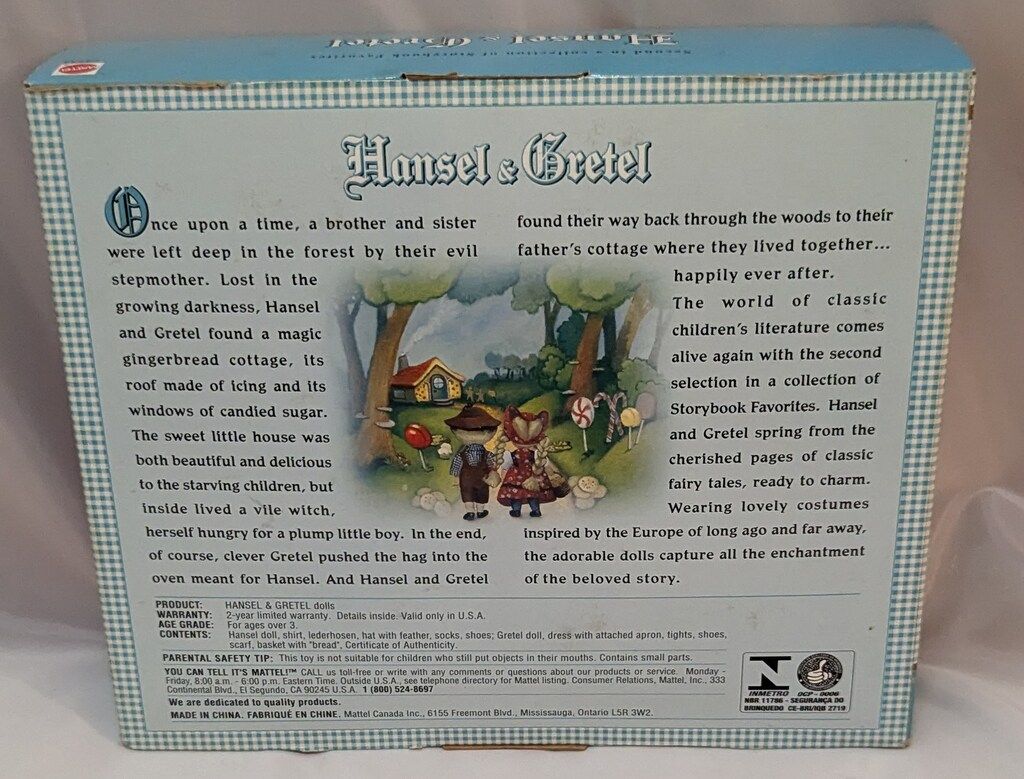 Hansel & Gretel
Second in a collection of Storybook Favorites
MATTEL
Hansel & Gretel
Once upon a time, a brother and sister
were left deep in the forest by their evil
stepmother. Lost in the
growing darkness, Hansel
and Gretel found a magic
gingerbread cottage, its
roof made of icing and its
windows of candied sugar.
The sweet little house was
both beautiful and delicious
to the starving children, but
inside lived a vile witch,
herself hungry for a plump little boy. In the end,
of course, clever Gretel pushed the hag into the
oven meant for Hansel. And Hansel and Gretel
found their way back through the woods to their
father's cottage where they lived together...
happily ever after.
The world of classic
children's literature comes
alive again with the second
selection in a collection of
Storybook Favorites. Hansel
and Gretel spring from the
cherished pages of classic
fairy tales, ready to charm.
Wearing lovely costumes
inspired by the Europe of long ago and far away,
the adorable dolls capture all the enchantment
of the beloved story.
PRODUCT: HANSEL & GRETEL dolls
WARRANTY: 2-year limited warranty. Details inside. Valid only in U.S.A.
AGE GRADE: For ages over 3.
CONTENTS: Hansel doll, shirt, lederhosen, hat with feather, socks, shoes; Gretel doll, dress with attached apron, tights, shoes,
scarf, basket with "bread", Certificate of Authenticity.
PARENTAL SAFETY TIP: This toy is not suitable for children who still put objects in their mouths. Contains small parts.
YOU CAN TELL IT'S MATTEL!™ CALL us toll-free or write with any comments or questions about our products or service. Monday -
Friday, 8:00 a.m. - 6:00 p.m. Eastern Time. Outside U.S.A., see telephone directory for Mattel listing. Consumer Relations, Mattel, Inc., 333
Continental Blvd., El Segundo, CA 90245 U.S.A. 1 (800) 524-8697
We are dedicated to quality products.
MADE IN CHINA. FABRIQUÉ EN CHINE. Mattel Canada Inc., 6155 Freemont Blvd., Mississauga, Ontario L5R 3W2.
INMETRO OCP - 0006
NBR 11786 - SEGURANÇA DO
BRINQUEDO CE-BRI/IQB 2719